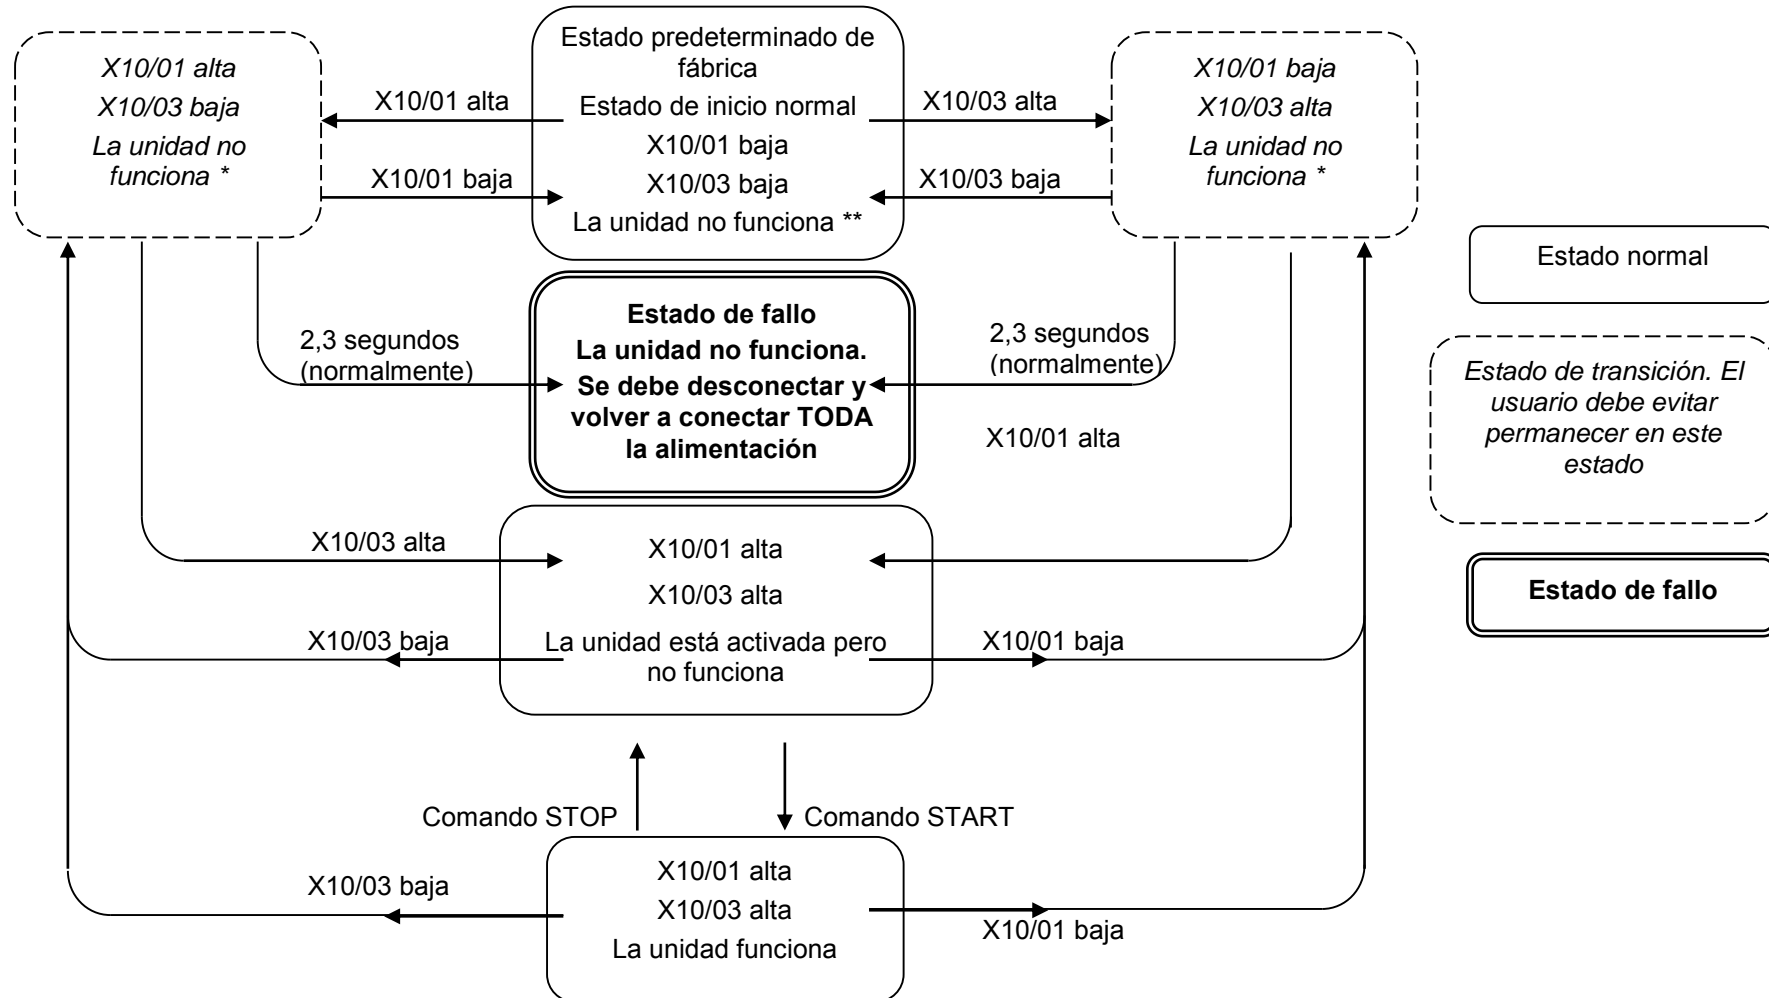 X10/01 alta
X10/03 baja
La unidad no
funciona *
X10/01 alta
X10/01 baja
Estado predeterminado de
fábrica
Estado de inicio normal
X10/01 baja
X10/03 baja
La unidad no funciona **
X10/03 alta
X10/03 baja
X10/01 baja
X10/03 alta
La unidad no
funciona *
Estado normal
2,3 segundos
(normalmente)
Estado de fallo
La unidad no funciona.
Se debe desconectar y
volver a conectar TODA
la alimentación
2,3 segundos
(normalmente)
X10/01 alta
Estado de transición. El
usuario debe evitar
permanecer en este
estado
X10/03 alta
X10/01 alta
X10/03 alta
La unidad está activada pero
no funciona
X10/03 baja
X10/01 baja
Estado de fallo
Comando STOP
Comando START
X10/03 baja
X10/01 alta
X10/03 alta
La unidad funciona
X10/01 baja